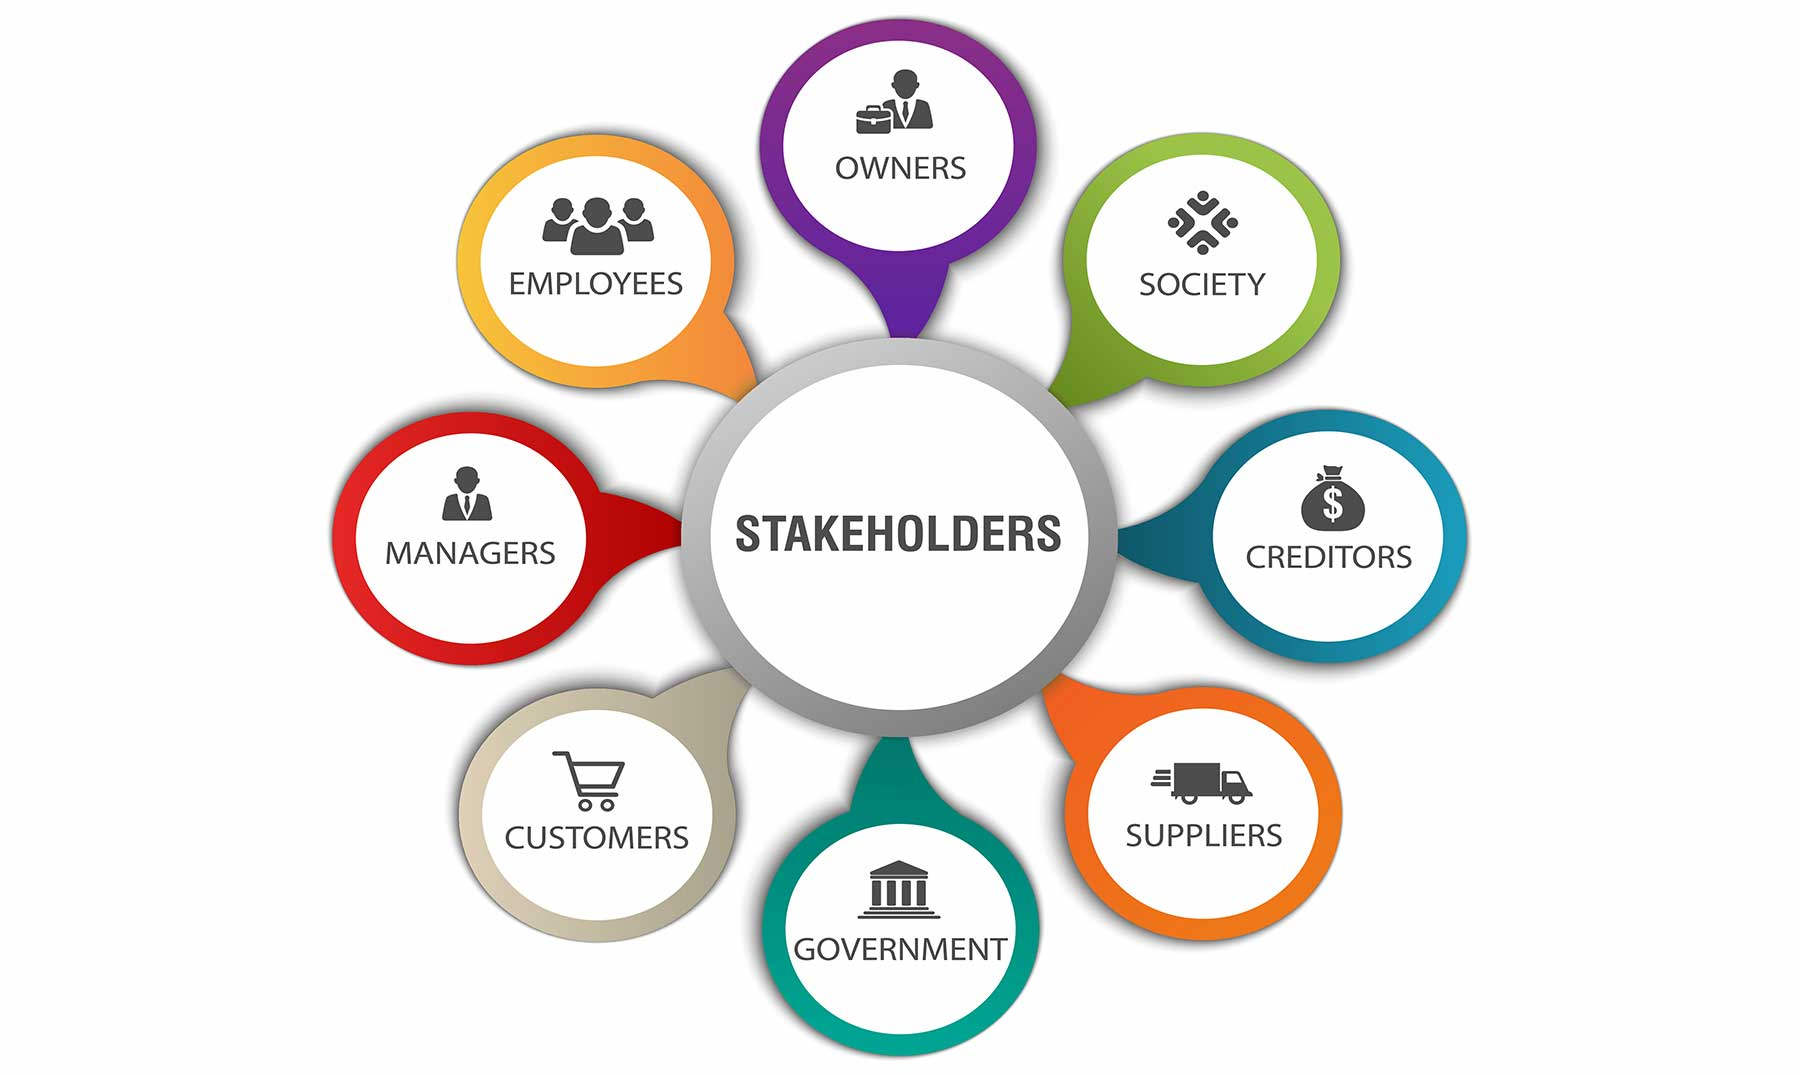 OWNERS
EMPLOYEES
SOCIETY
MANAGERS
STAKEHOLDERS
$
CREDITORS
CUSTOMERS
SUPPLIERS
GOVERNMENT